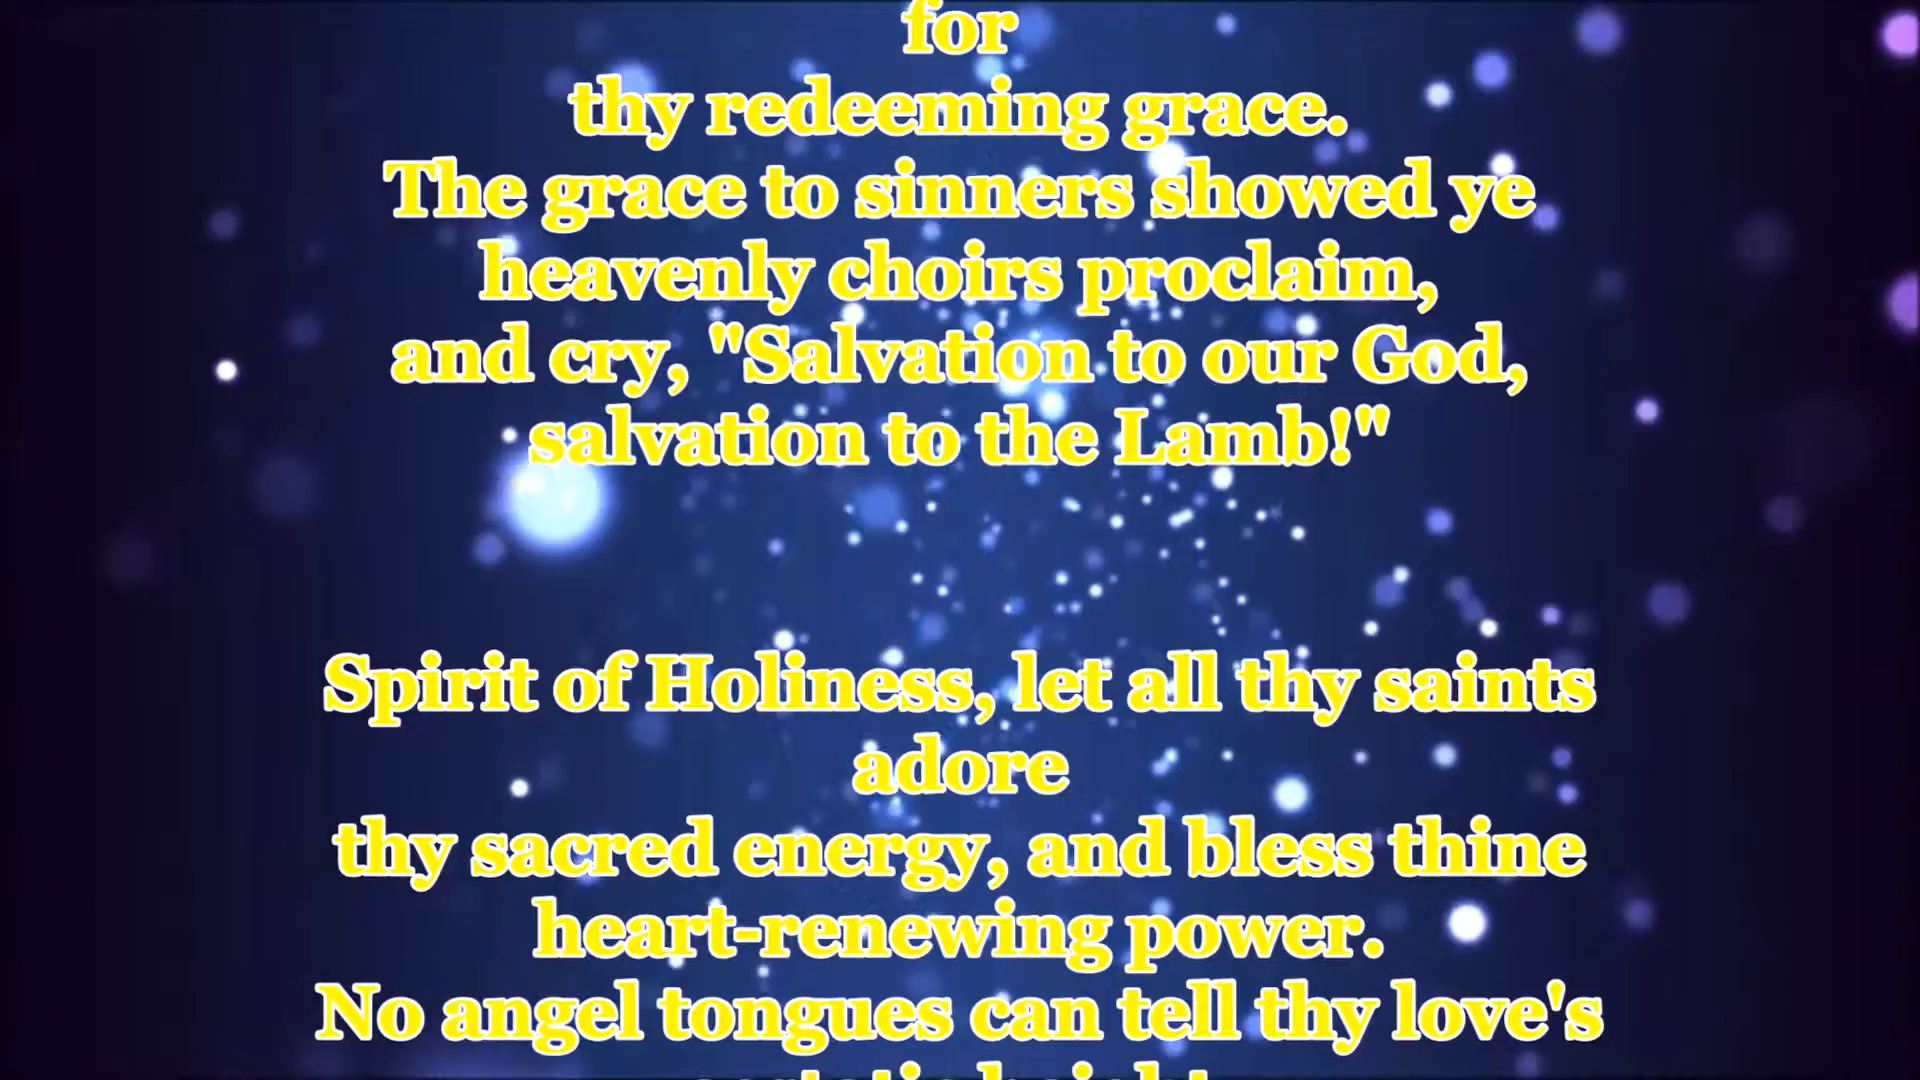 for
thy redeeming grace.
The grace to sinners showed ye
heavenly choirs proclaim,
and cry, "Salvation to our God,
salvation to the Lamb!"
Spirit of Holiness, let all thy saints
adore
thy sacred energy, and bless thine
heart-renewing power.
No angel tongues can tell thy love's